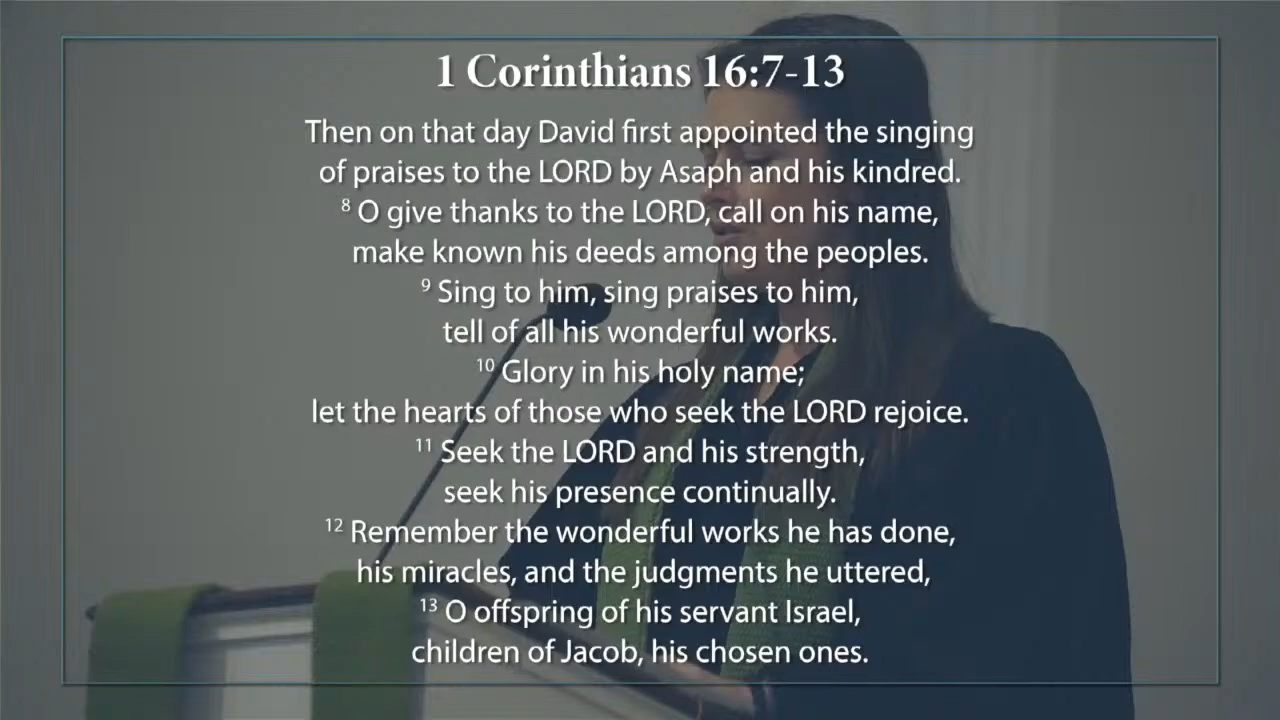 1 Corinthians 16:7-13
Then on that day David first appointed the singing
of praises to the LORD by Asaph and his kindred.
⁸ O give thanks to the LORD, call on his name,
make known his deeds among the peoples.
⁹ Sing to him, sing praises to him,
tell of all his wonderful works.
¹⁰ Glory in his holy name;
let the hearts of those who seek the LORD rejoice.
¹¹ Seek the LORD and his strength,
seek his presence continually.
¹² Remember the wonderful works he has done,
his miracles, and the judgments he uttered,
¹³ O offspring of his servant Israel,
children of Jacob, his chosen ones.